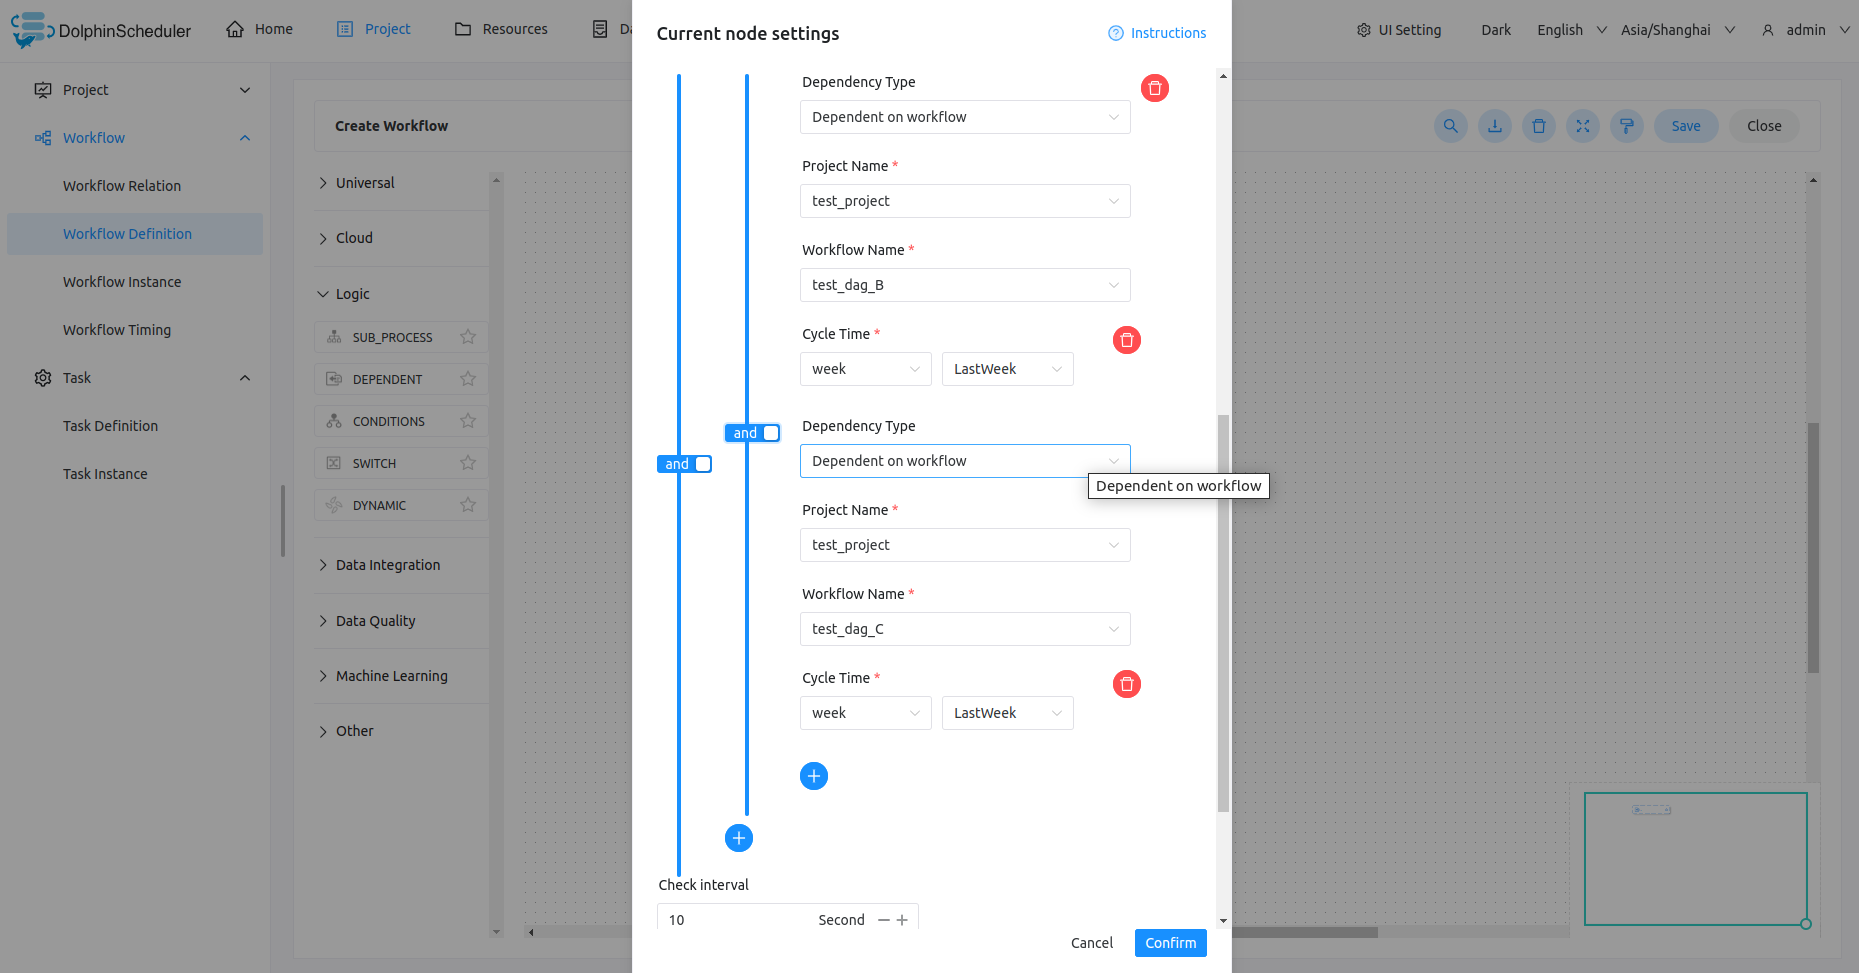 DolphinScheduler
Home
Project
Resources
Da
UI Setting
Dark
English
Asia/Shanghai
admin
Project
Workflow
Workflow Relation
Workflow Definition
Workflow Instance
Workflow Timing
Task
Task Definition
Task Instance
Create Workflow
Save
Close
Universal
Cloud
Logic
SUB_PROCESS
DEPENDENT
CONDITIONS
SWITCH
DYNAMIC
Data Integration
Data Quality
Machine Learning
Other
Current node settings
Instructions
Dependency Type
Dependent on workflow
Project Name *
test_project
Workflow Name *
test_dag_B
Cycle Time *
week
LastWeek
and
and
Dependency Type
Dependent on workflow
Dependent on workflow
Project Name *
test_project
Workflow Name *
test_dag_C
Cycle Time *
week
LastWeek
Check interval
10
Second
Cancel
Confirm